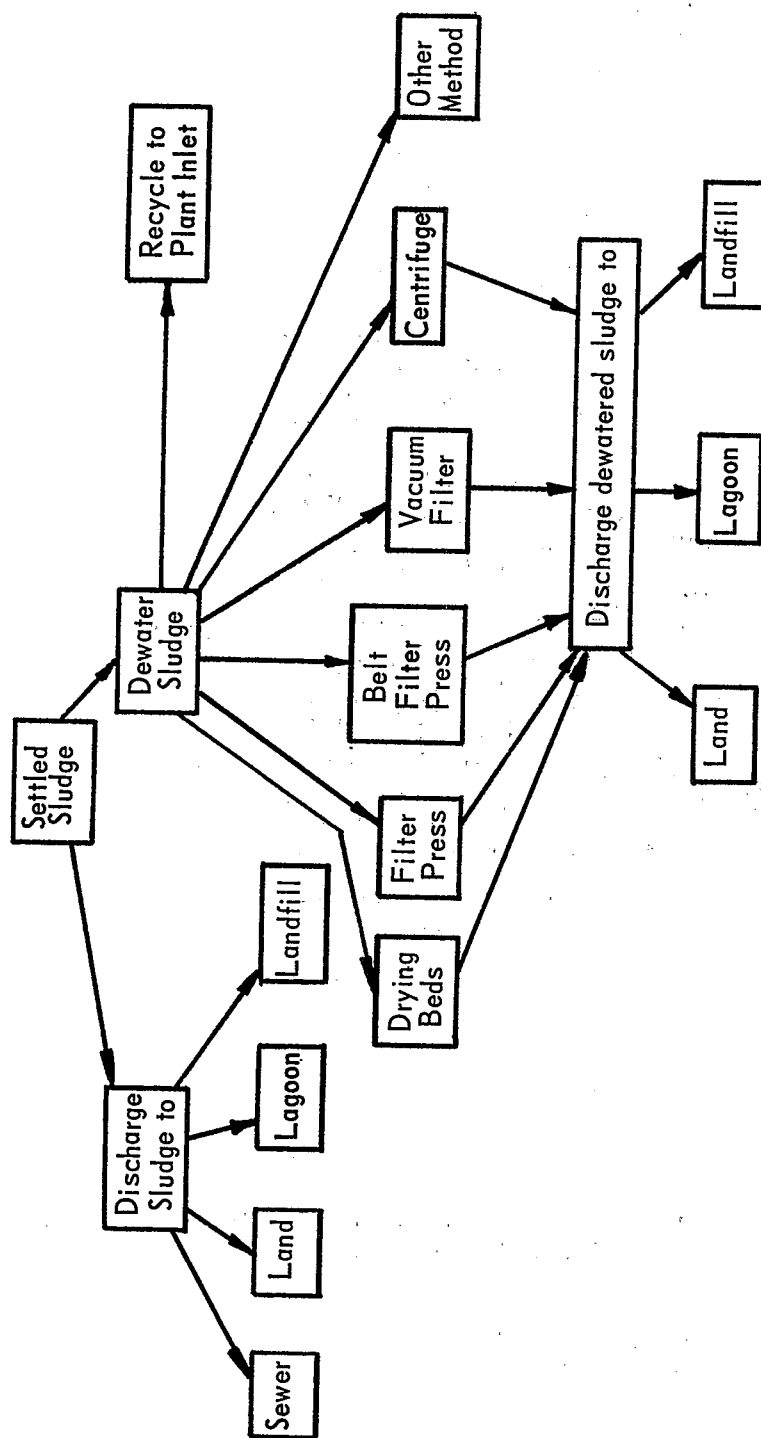 Settled
Sludge
Discharge
Sludge to
Dewater
Sludge
Recycle to
Plant Inlet
Sewer
Land
Lagoon
Landfill
Drying
Beds
Filter
Press
Belt
Filter
Press
Vacuum
Filter
Centrifuge
Other
Method
Discharge dewatered sludge to
Land
Lagoon
Landfill